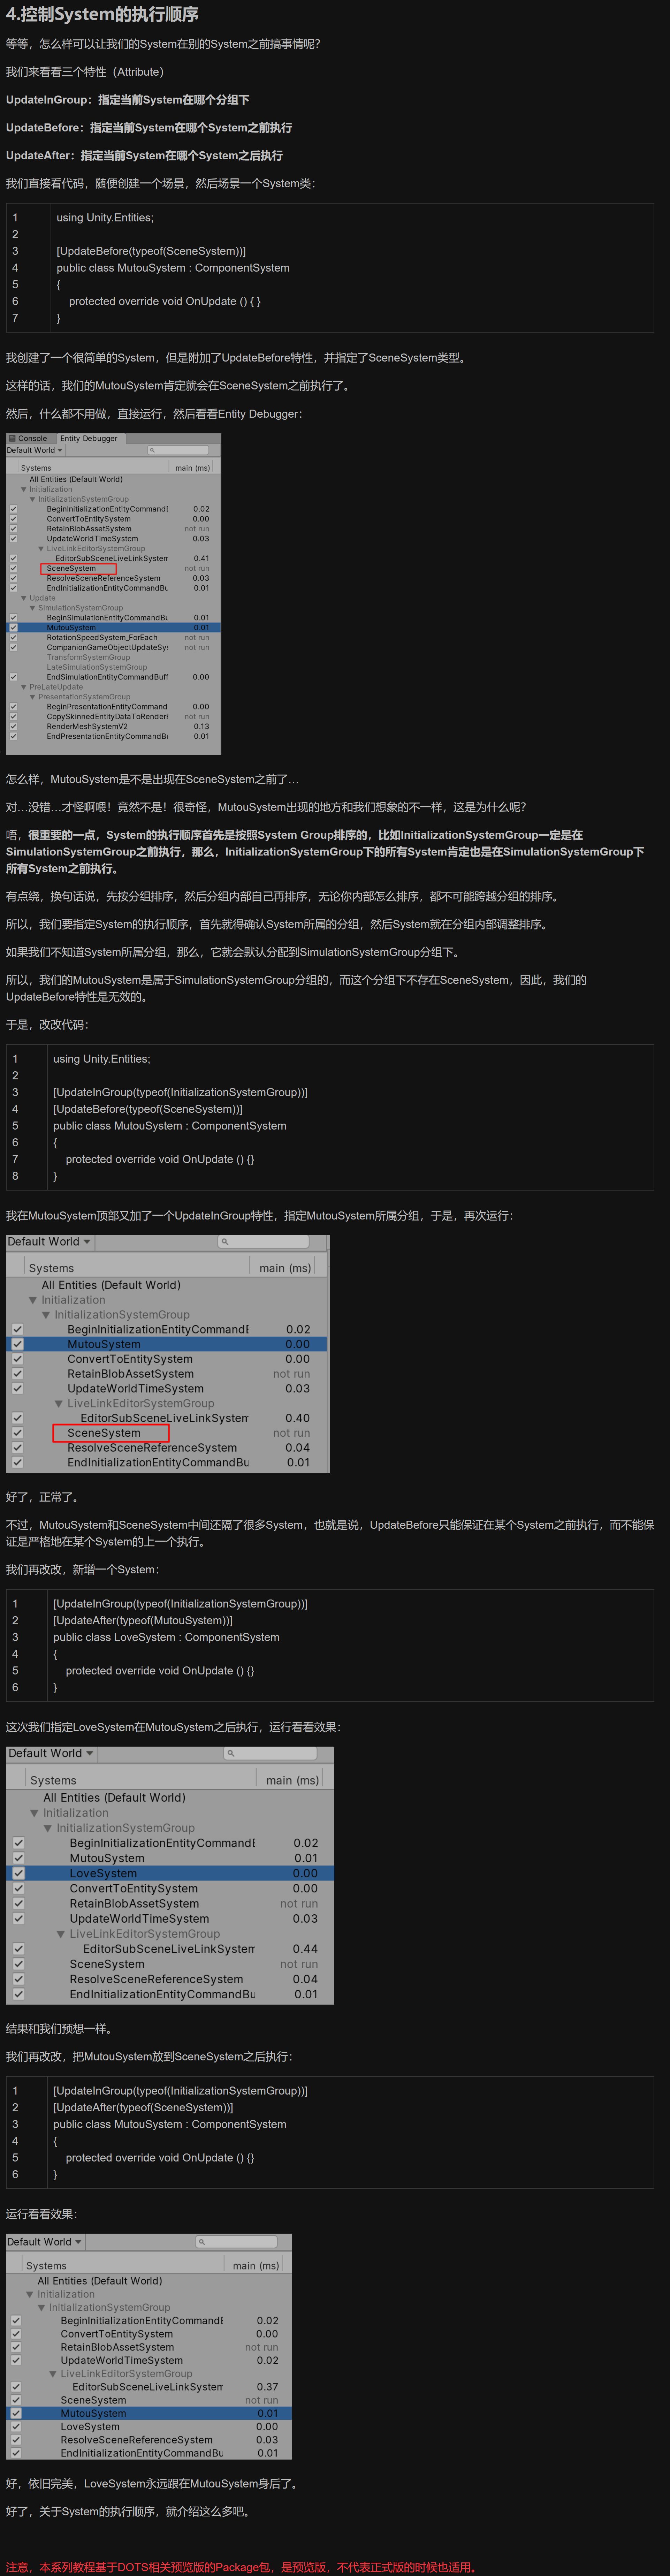 4.控制System的执行顺序
等等，怎么样可以让我们的System在别的System之前搞事情呢？
我们来看看三个特性（Attribute）
UpdateInGroup：指定当前System在哪个分组下
UpdateBefore：指定当前System在哪个System之前执行
UpdateAfter：指定当前System在哪个System之后执行
我们直接看代码，随便创建一个场景，然后场景一个System类：
1 using Unity.Entities;
2
3 [UpdateBefore(typeof(SceneSystem))]
4 public class MutouSystem : ComponentSystem
5 {
6 protected override void OnUpdate () { }
7 }
我创建了一个很简单的System，但是附加了UpdateBefore特性，并指定了SceneSystem类型。
这样的话，我们的MutouSystem肯定就会在SceneSystem之前执行了。
然后，什么都不用做，直接运行，然后看看Entity Debugger：
Console Entity Debugger
Default World
Systems main (ms)
All Entities (Default World)
Initialization
InitializationSystemGroup
BeginInitializationEntityCommandE 0.02
ConvertToEntitySystem 0.00
RetainBlobAssetSystem not run
UpdateWorldTimeSystem 0.03
LiveLinkEditorSystemGroup
EditorSubSceneLiveLinkSystem 0.41
SceneSystem not run
ResolveSceneReferenceSystem 0.03
EndInitializationEntityCommandBu 0.01
Update
SimulationSystemGroup
BeginSimulationEntityCommandBu 0.01
MutouSystem 0.01
RotationSpeedSystem_ForEach not run
CompanionGameObjectUpdateSys not run
TransformSystemGroup
LateSimulationSystemGroup
EndSimulationEntityCommandBuff 0.00
PreLateUpdate
PresentationSystemGroup
BeginPresentationEntityCommand 0.00
CopySkinnedEntityDataToRenderE not run
RenderMeshSystemV2 0.13
EndPresentationEntityCommandBu 0.01
怎么样，MutouSystem是不是出现在SceneSystem之前了...
对...没错...才怪啊喂！竟然不是！很奇怪，MutouSystem出现的地方和我们想象的不一样，这是为什么呢？
唔，很重要的一点，System的执行顺序首先是按照System Group排序的，比如InitializationSystemGroup一定是在
SimulationSystemGroup之前执行，那么，InitializationSystemGroup下的所有System肯定也是在SimulationSystemGroup下
所有System之前执行。
有点绕，换句话说，先按分组排序，然后分组内部自己再排序，无论你内部怎么排序，都不可能跨越分组的排序。
所以，我们要指定System的执行顺序，首先就得确认System所属的分组，然后System就在分组内部调整排序。
如果我们不知道System所属分组，那么，它就会默认分配到SimulationSystemGroup分组下。
所以，我们的MutouSystem是属于SimulationSystemGroup分组的，而这个分组下不存在SceneSystem，因此，我们的
UpdateBefore特性是无效的。
于是，改改代码：
1 using Unity.Entities;
2
3 [UpdateInGroup(typeof(InitializationSystemGroup))]
4 [UpdateBefore(typeof(SceneSystem))]
5 public class MutouSystem : ComponentSystem
6 {
7 protected override void OnUpdate () {}
8 }
我在MutouSystem顶部又加了一个UpdateInGroup特性，指定MutouSystem所属分组，于是，再次运行：
Default World
Systems main (ms)
All Entities (Default World)
Initialization
InitializationSystemGroup
BeginInitializationEntityCommandE 0.02
MutouSystem 0.00
ConvertToEntitySystem 0.00
RetainBlobAssetSystem not run
UpdateWorldTimeSystem 0.03
LiveLinkEditorSystemGroup
EditorSubSceneLiveLinkSystem 0.40
SceneSystem not run
ResolveSceneReferenceSystem 0.04
EndInitializationEntityCommandBu 0.01
好了，正常了。
不过，MutouSystem和SceneSystem中间还隔了很多System，也就是说，UpdateBefore只能保证在某个System之前执行，而不能保
证是严格地在某个System的上一个执行。
我们再改改，新增一个System：
1 [UpdateInGroup(typeof(InitializationSystemGroup))]
2 [UpdateAfter(typeof(MutouSystem))]
3 public class LoveSystem : ComponentSystem
4 {
5 protected override void OnUpdate () {}
6 }
这次我们指定LoveSystem在MutouSystem之后执行，运行看看效果：
Default World
Systems main (ms)
All Entities (Default World)
Initialization
InitializationSystemGroup
BeginInitializationEntityCommandE 0.02
MutouSystem 0.01
LoveSystem 0.00
ConvertToEntitySystem 0.00
RetainBlobAssetSystem not run
UpdateWorldTimeSystem 0.03
LiveLinkEditorSystemGroup
EditorSubSceneLiveLinkSystem 0.44
SceneSystem not run
ResolveSceneReferenceSystem 0.04
EndInitializationEntityCommandBu 0.01
结果和我们预想一样。
我们再改改，把MutouSystem放到SceneSystem之后执行：
1 [UpdateInGroup(typeof(InitializationSystemGroup))]
2 [UpdateAfter(typeof(SceneSystem))]
3 public class MutouSystem : ComponentSystem
4 {
5 protected override void OnUpdate () {}
6 }
运行看看效果：
Default World
Systems main (ms)
All Entities (Default World)
Initialization
InitializationSystemGroup
BeginInitializationEntityCommandE 0.02
ConvertToEntitySystem 0.00
RetainBlobAssetSystem not run
UpdateWorldTimeSystem 0.02
LiveLinkEditorSystemGroup
EditorSubSceneLiveLinkSystem 0.37
SceneSystem not run
MutouSystem 0.01
LoveSystem 0.00
ResolveSceneReferenceSystem 0.03
EndInitializationEntityCommandBu 0.01
好，依旧完美，LoveSystem永远跟在MutouSystem身后了。
好了，关于System的执行顺序，就介绍这么多吧。
注意，本系列教程基于DOTS相关预览版的Package包，是预览版，不代表正式版的时候也适用。